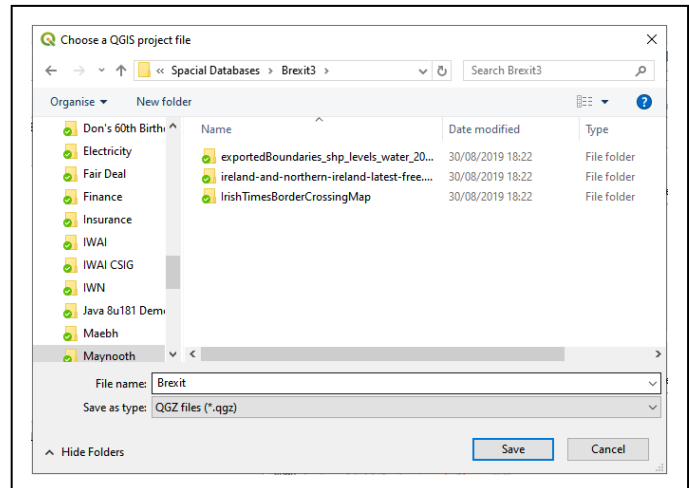 Choose a QGIS project file
« Spacial Databases > Brexit3 >
Search Brexit3
Organise
New folder
Name
Date modified
Type
Don's 60th Birth
Electricity
Fair Deal
Finance
Insurance
IWAI
IWAI CSIG
IWN
Java 8u181 Dem
Maebh
Maynooth
exportedBoundaries_shp_levels_water_20... 30/08/2019 18:22 File folder
ireland-and-northern-ireland-latest-free.... 30/08/2019 18:22 File folder
IrishTimesBorderCrossingMap 30/08/2019 18:22 File folder
File name: Brexit
Save as type: QGZ files (*.qgz)
Hide Folders
Save
Cancel